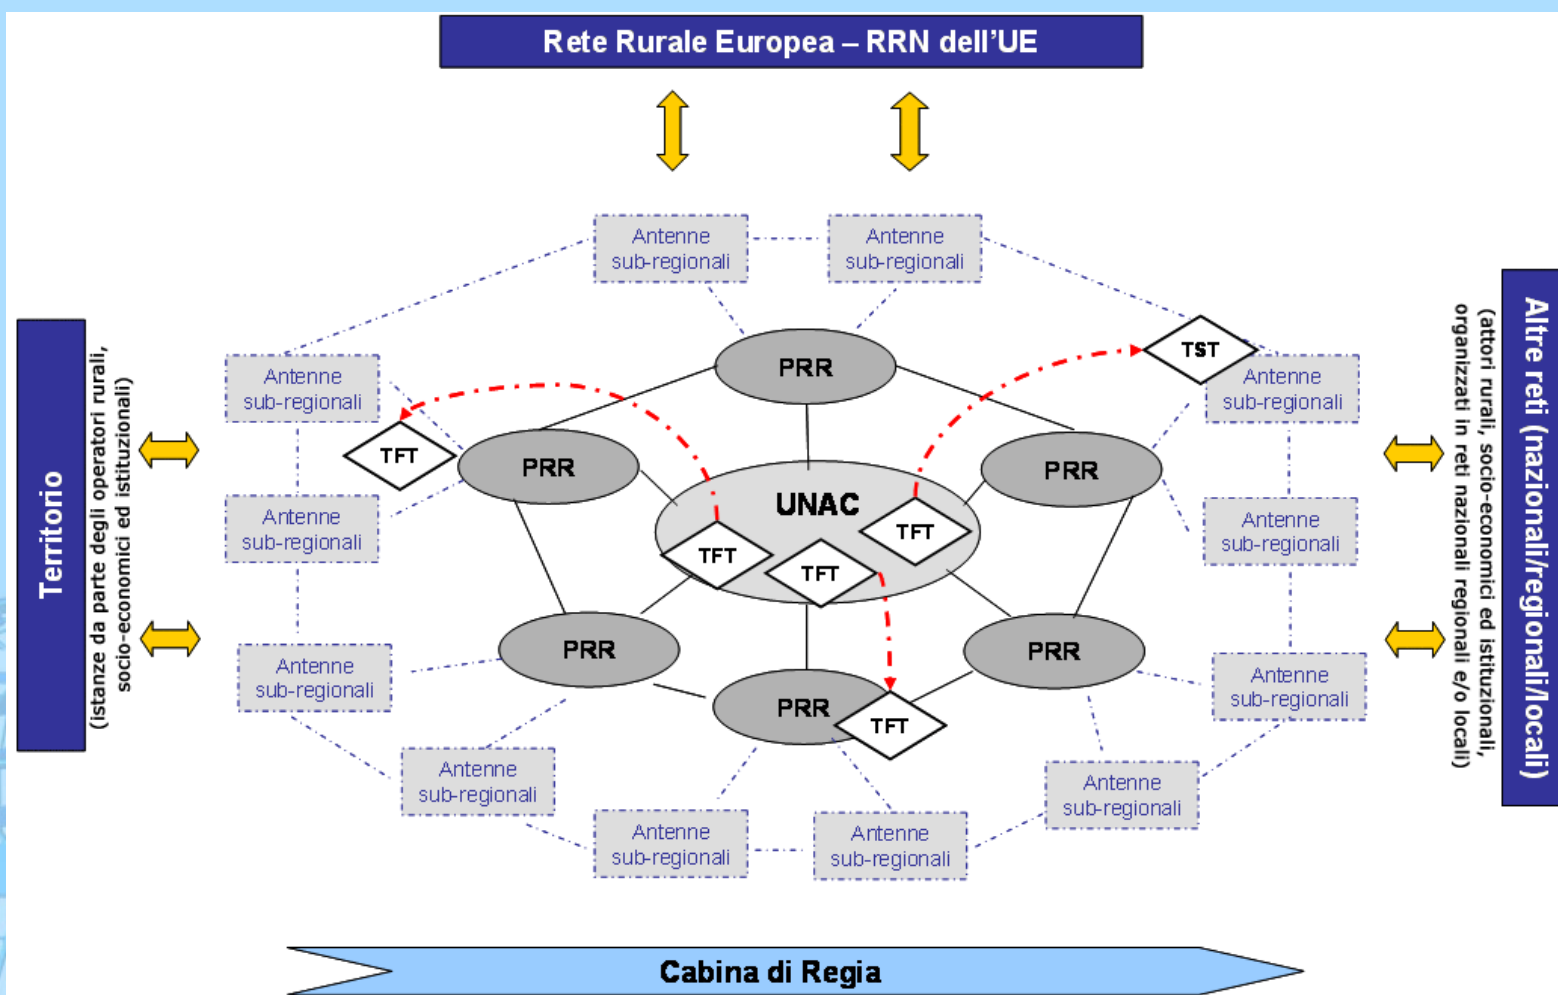 Rete Rurale Europea – RRN dell'UE
Antenne
sub-regionali
Antenne
sub-regionali
Territorio
(istanze da parte degli operatori rurali,
socio-economici ed istituzionali)
Altre reti (nazionali/regionali/locali)
(attori rurali, socio-economici ed istituzionali,
organizzati in reti nazionali regionali e/o locali)
TST
PRR
Antenne
sub-regionali
Antenne
sub-regionali
TFT
PRR
PRR
UNAC
Antenne
sub-regionali
TFT
Antenne
sub-regionali
TFT
TFT
PRR
PRR
Antenne
sub-regionali
Antenne
sub-regionali
PRR
TFT
Antenne
sub-regionali
Antenne
sub-regionali
Antenne
sub-regionali
Antenne
sub-regionali
Cabina di Regia